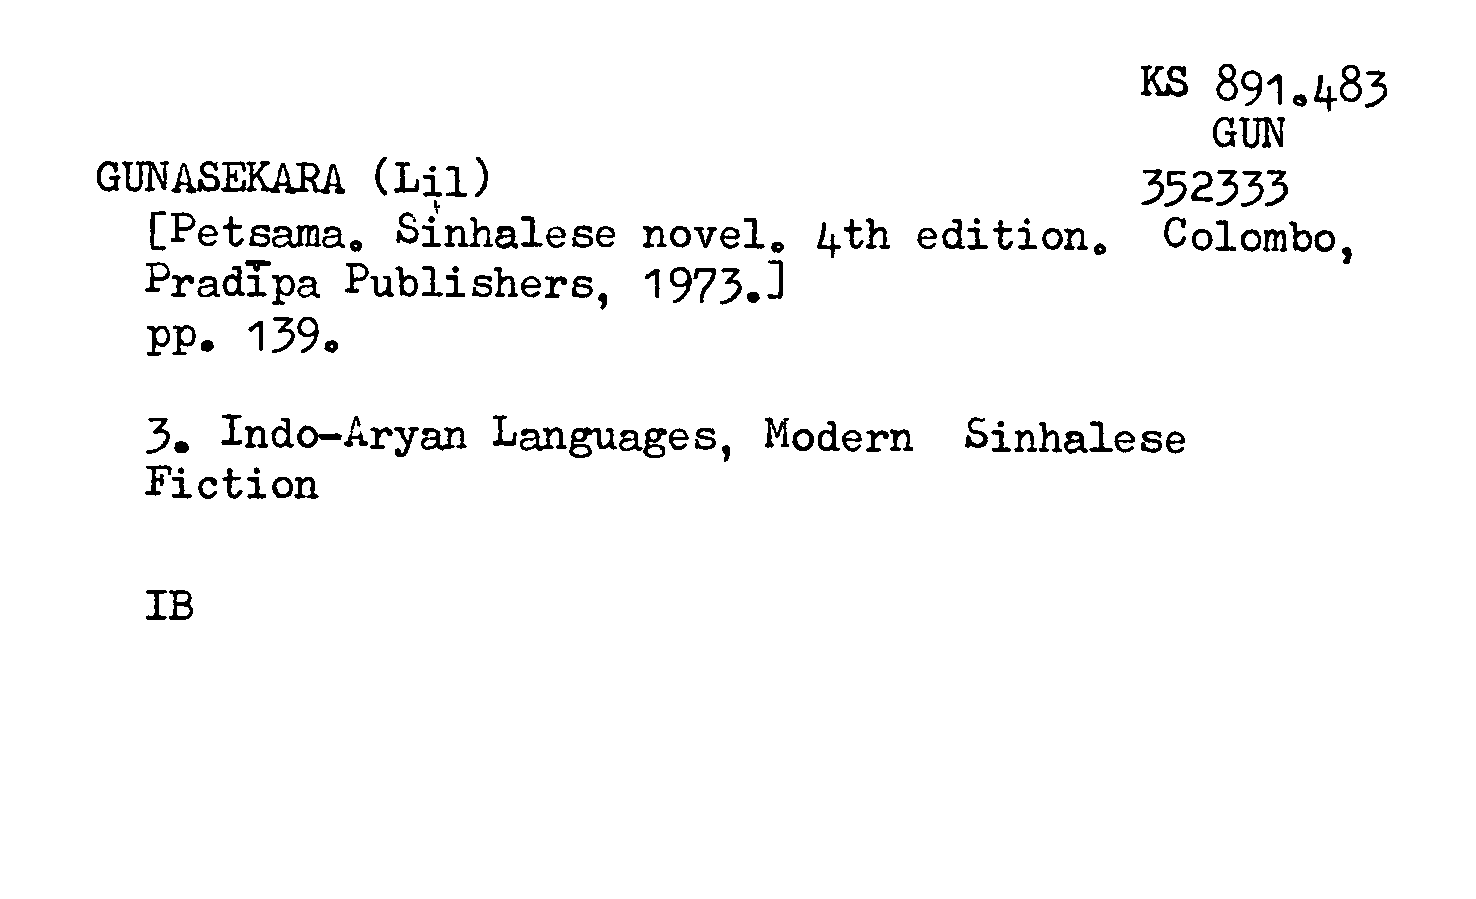 KS 891.483
GUN
GUNASEKARA (Lil)
352333
[Petsama. Sinhalese novel. 4th edition. Colombo,
Pradīpa Publishers, 1973.]
pp. 139.
3. Indo-Aryan Languages, Modern Sinhalese
Fiction
IB